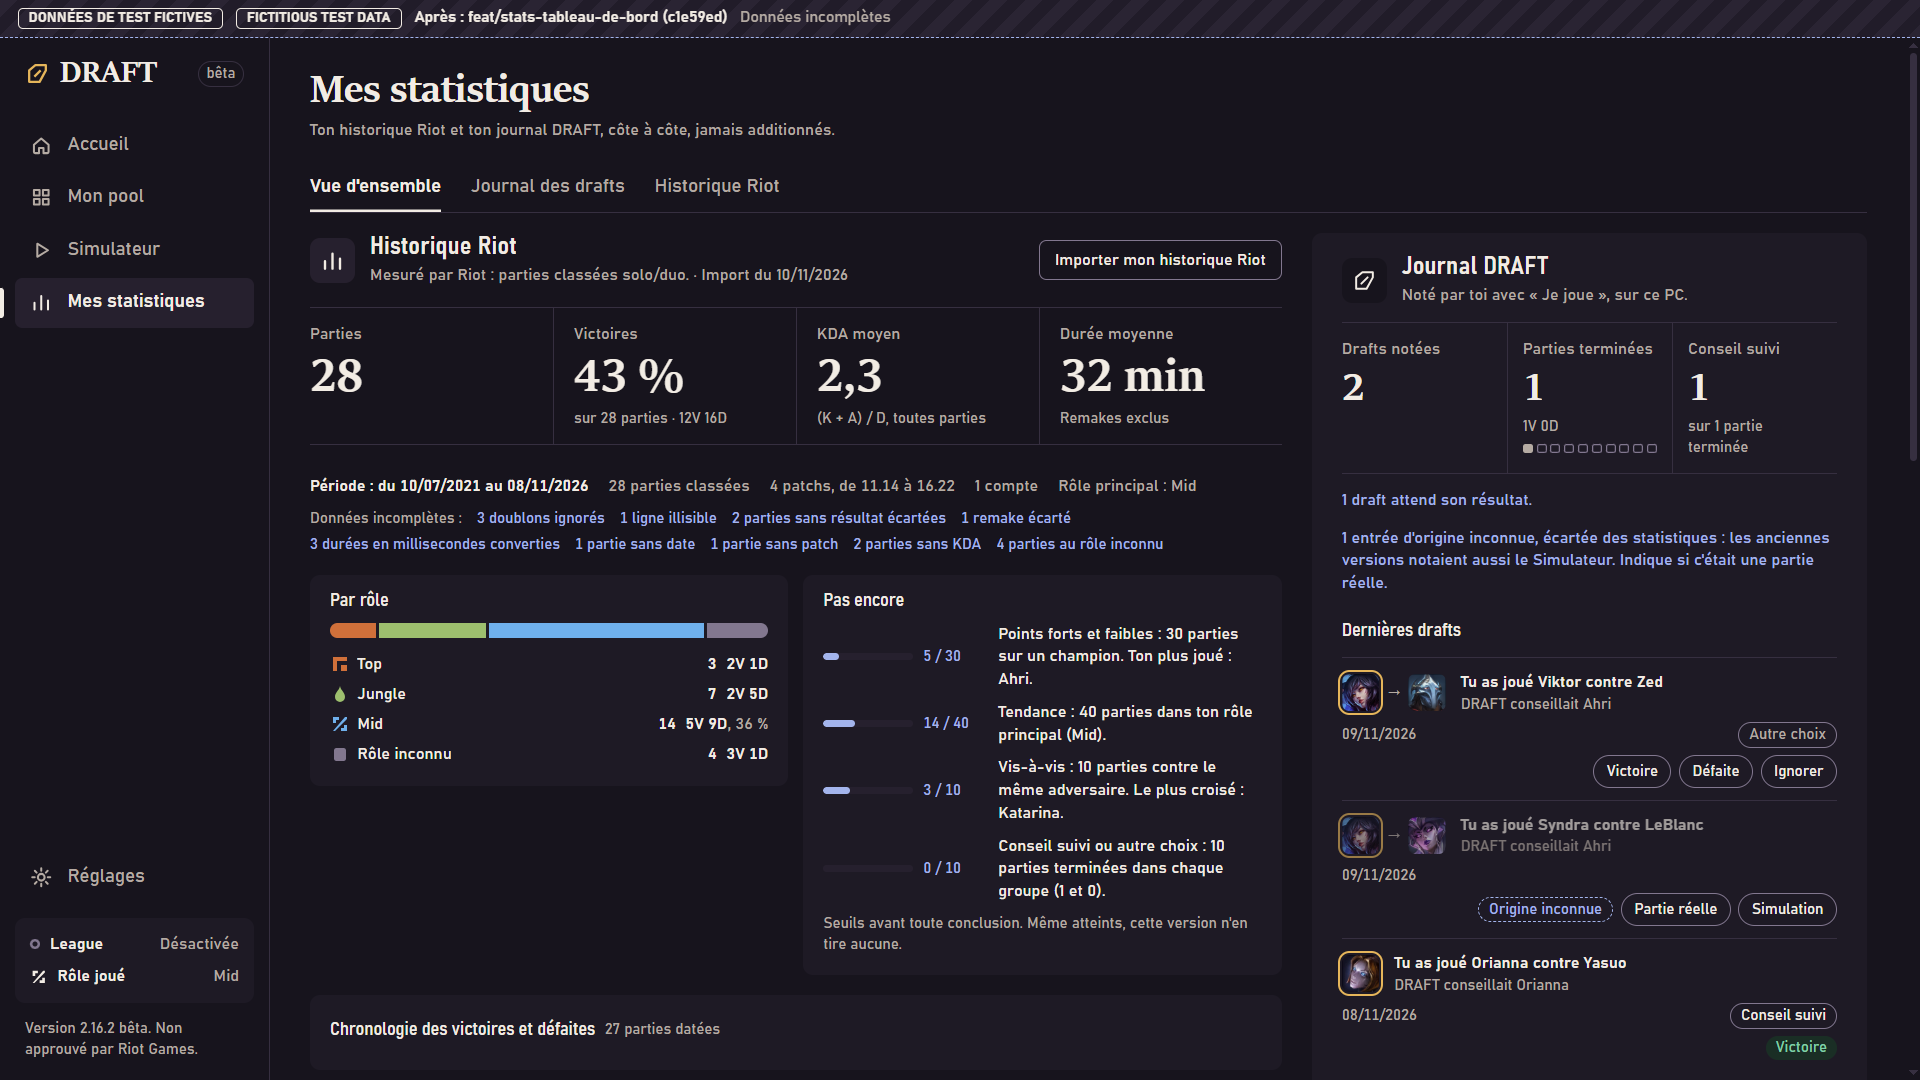 DONNÉES DE TEST FICTIVES
FICTITIOUS TEST DATA
Après : feat/stats-tableau-de-bord (c1e59ed)
Données incomplètes
DRAFT
bêta
Accueil
Mon pool
Simulateur
Mes statistiques
Réglages
League
Désactivée
Rôle joué
Mid
Version 2.16.2 bêta. Non
approuvé par Riot Games.
Mes statistiques
Ton historique Riot et ton journal DRAFT, côte à côte, jamais additionnés.
Vue d'ensemble
Journal des drafts
Historique Riot
Historique Riot
Mesuré par Riot : parties classées solo/duo. · Import du 10/11/2026
Importer mon historique Riot
Parties
28
Victoires
43 %
sur 28 parties · 12V 16D
KDA moyen
2,3
(K + A) / D, toutes parties
Durée moyenne
32 min
Remakes exclus
Période : du 10/07/2021 au 08/11/2026
28 parties classées
4 patchs, de 11.14 à 16.22
1 compte
Rôle principal : Mid
Données incomplètes :
3 doublons ignorés
1 ligne illisible
2 parties sans résultat écartées
1 remake écarté
3 durées en millisecondes converties
1 partie sans date
1 partie sans patch
2 parties sans KDA
4 parties au rôle inconnu
Par rôle
Top
3 2V 1D
Jungle
7 2V 5D
Mid
14 5V 9D, 36 %
Rôle inconnu
4 3V 1D
Pas encore
5 / 30
Points forts et faibles : 30 parties
sur un champion. Ton plus joué :
Ahri.
14 / 40
Tendance : 40 parties dans ton rôle
principal (Mid).
3 / 10
Vis-à-vis : 10 parties contre le
même adversaire. Le plus croisé :
Katarina.
0 / 10
Conseil suivi ou autre choix : 10
parties terminées dans chaque
groupe (1 et 0).
Seuils avant toute conclusion. Même atteints, cette version n'en
tire aucune.
Chronologie des victoires et défaites
27 parties datées
Journal DRAFT
Noté par toi avec « Je joue », sur ce PC.
Drafts notées
2
Parties terminées
1
1V 0D
Conseil suivi
1
sur 1 partie
terminée
1 draft attend son résultat.
1 entrée d'origine inconnue, écartée des statistiques : les anciennes
versions notaient aussi le Simulateur. Indique si c'était une partie
réelle.
Dernières drafts
→
Tu as joué Viktor contre Zed
DRAFT conseillait Ahri
09/11/2026
Autre choix
Victoire
Défaite
Ignorer
→
Tu as joué Syndra contre LeBlanc
DRAFT conseillait Ahri
09/11/2026
Origine inconnue
Partie réelle
Simulation
Tu as joué Orianna contre Yasuo
DRAFT conseillait Orianna
08/11/2026
Conseil suivi
Victoire